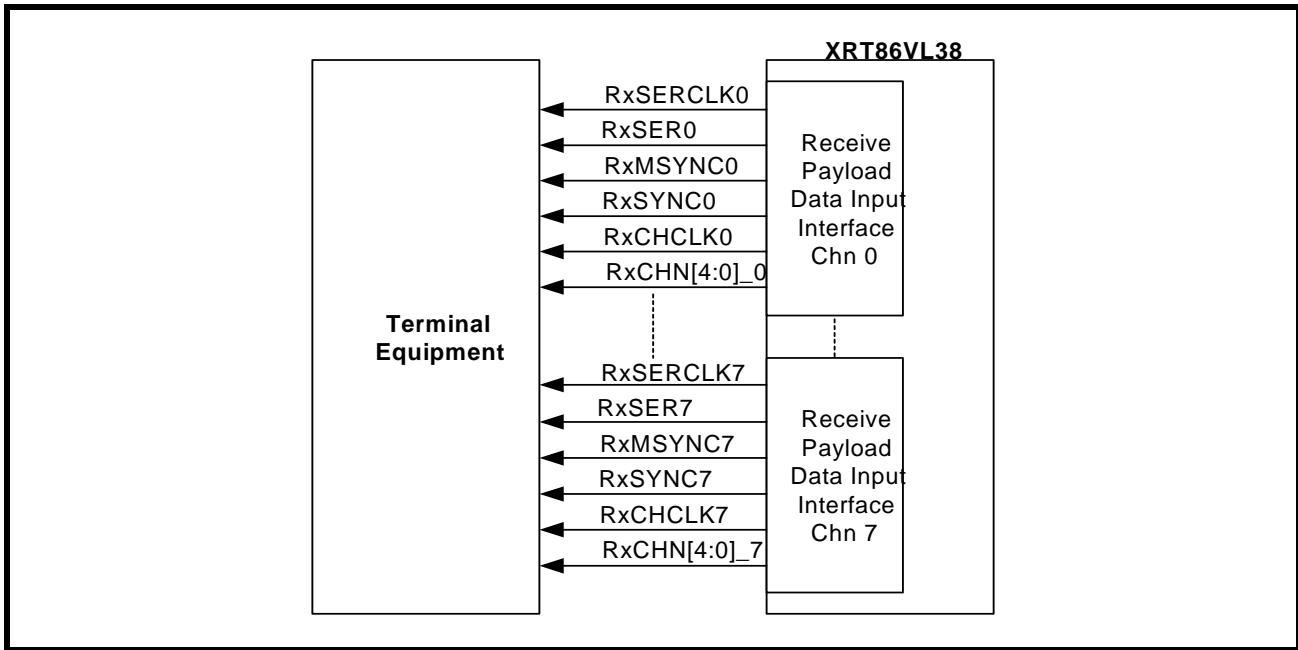 XRT86VL38
RxSERCLK0
RxSER0
RxMSYNC0
RxSYNC0
RxCHCLK0
RxCHN[4:0]_0
Receive
Payload
Data Input
Interface
Chn 0
Terminal
Equipment
RxSERCLK7
RxSER7
RxMSYNC7
RxSYNC7
RxCHCLK7
RxCHN[4:0]_7
Receive
Payload
Data Input
Interface
Chn 7